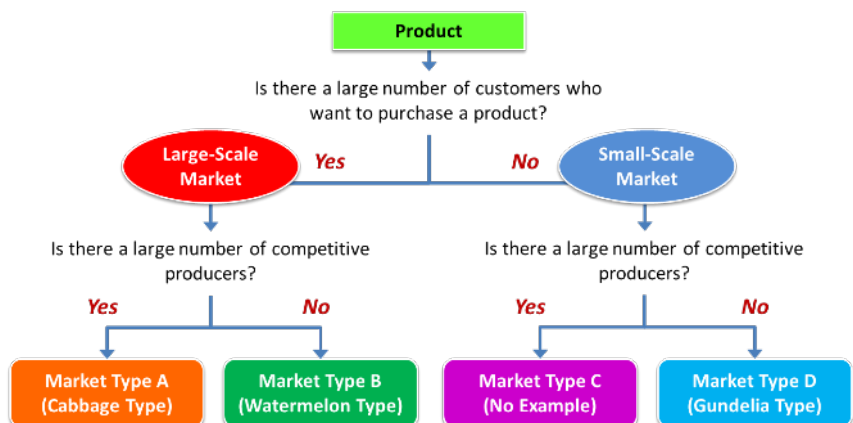 Product
Is there a large number of customers who
want to purchase a product?
Large-Scale
Market
Yes
No
Small-Scale
Market
Is there a large number of competitive
producers?
Is there a large number of competitive
producers?
Yes
No
Yes
No
Market Type A
(Cabbage Type)
Market Type B
(Watermelon Type)
Market Type C
(No Example)
Market Type D
(Gundelia Type)